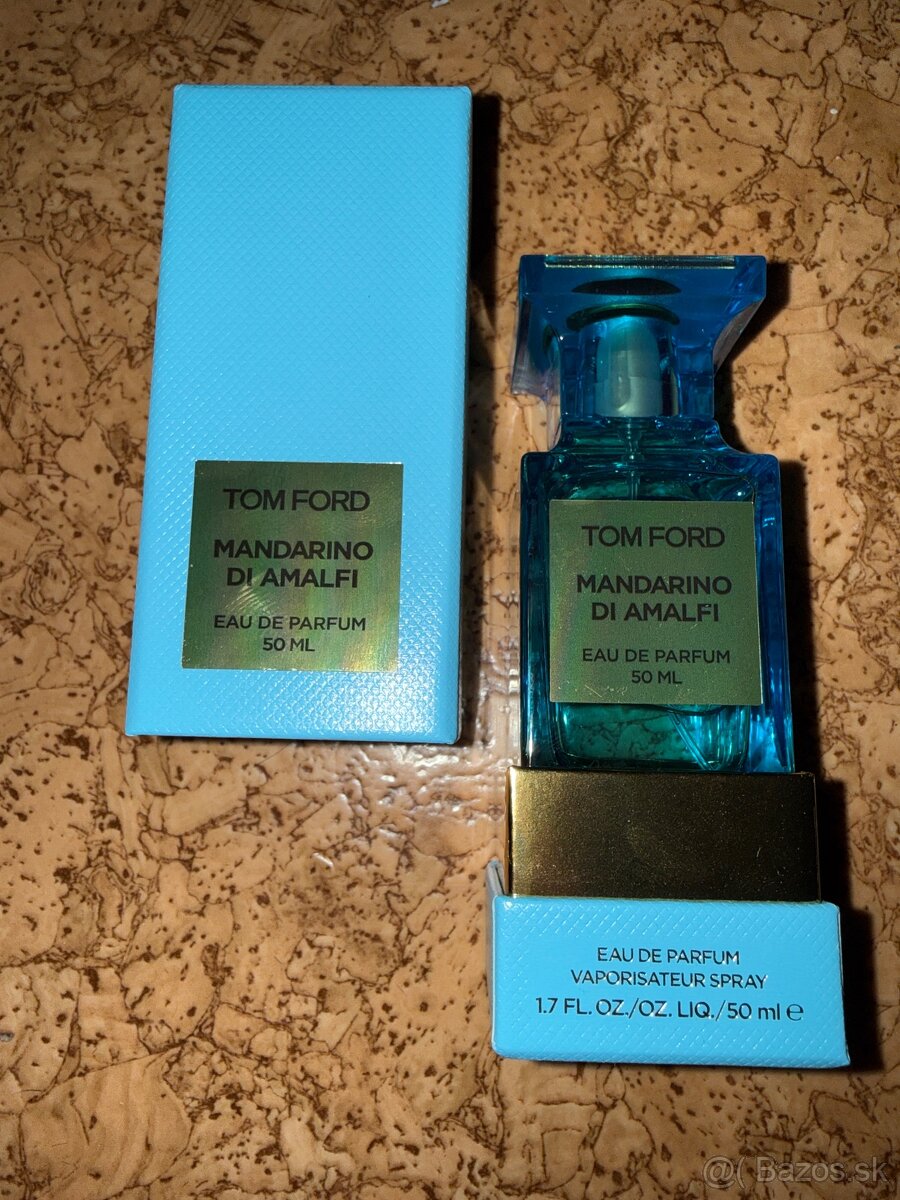 TOM FORD
MANDARINO
DI AMALFI
EAU DE PARFUM
50 ML
TOM FORD
MANDARINO
DI AMALFI
EAU DE PARFUM
50 ML
EAU DE PARFUM
VAPORISATEUR SPRAY
1.7 FL. OZ./OZ. LIQ./50 ml ℮
@( Bazos.sk